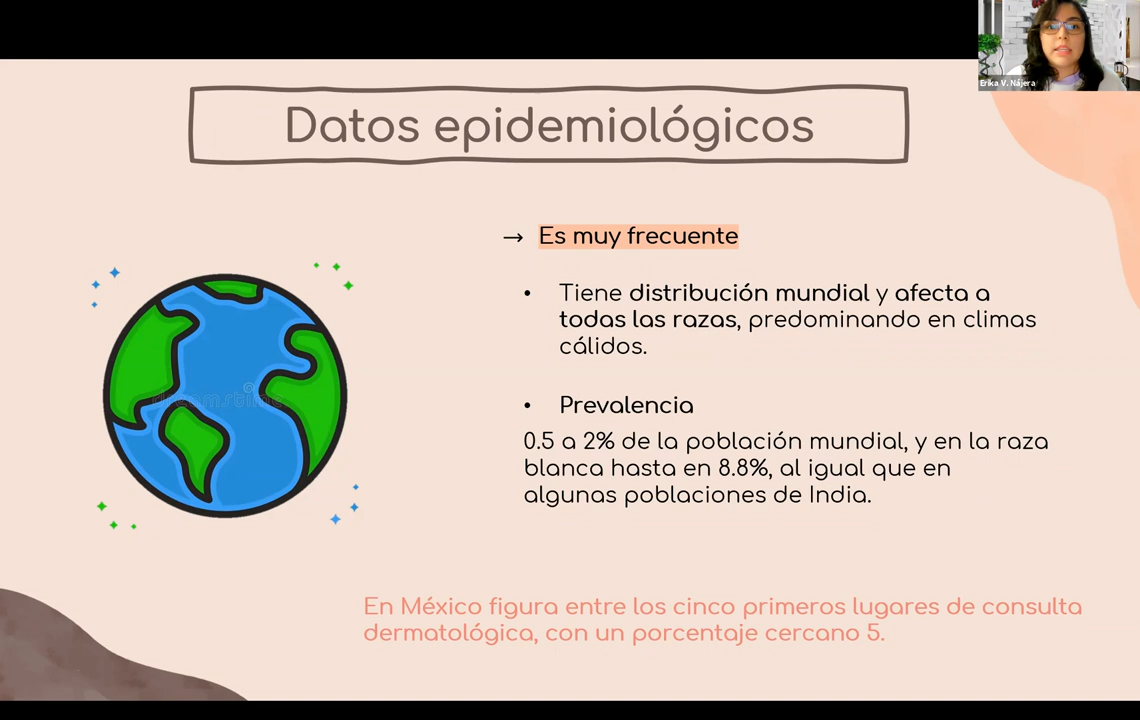 Erika V. Nájera
Datos epidemiológicos
→ Es muy frecuente
• Tiene distribución mundial y afecta a
todas las razas, predominando en climas
cálidos.
dreamstime
• Prevalencia
0.5 a 2% de la población mundial, y en la raza
blanca hasta en 8.8%, al igual que en
algunas poblaciones de India.
En México figura entre los cinco primeros lugares de consulta
dermatológica, con un porcentaje cercano 5.